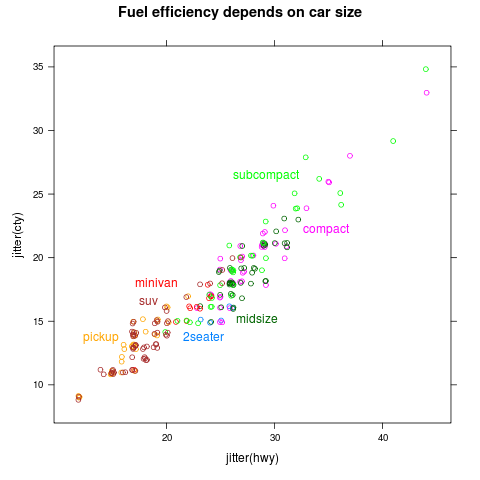 Fuel efficiency depends on car size
35
30
25
20
15
10
jitter(cty)
subcompact
compact
minivan
suv
midsize
pickup
2seater
20
30
40
jitter(hwy)